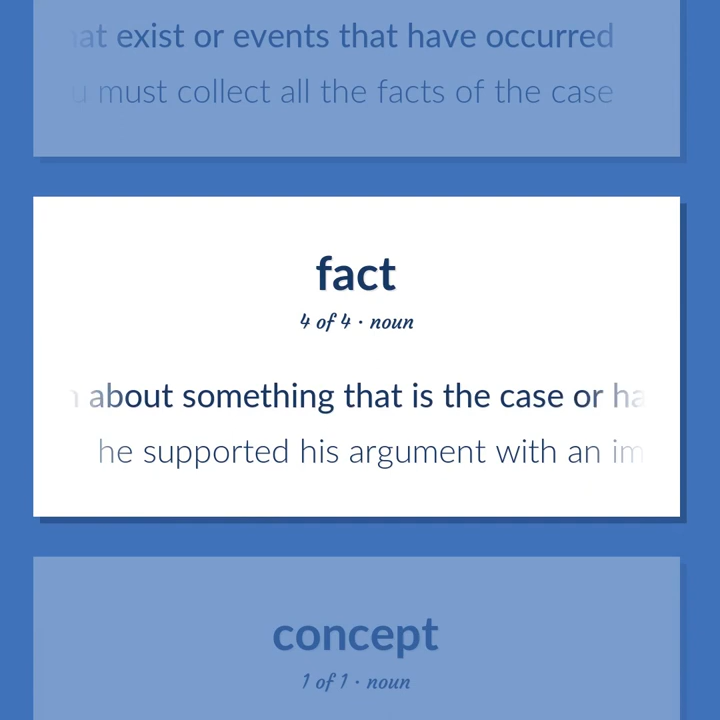 exist or events that have occurred
must collect all the facts of the case
fact
4 of 4 · noun
about something that is the case or
he supported his argument with an
concept
1 of 1 · noun